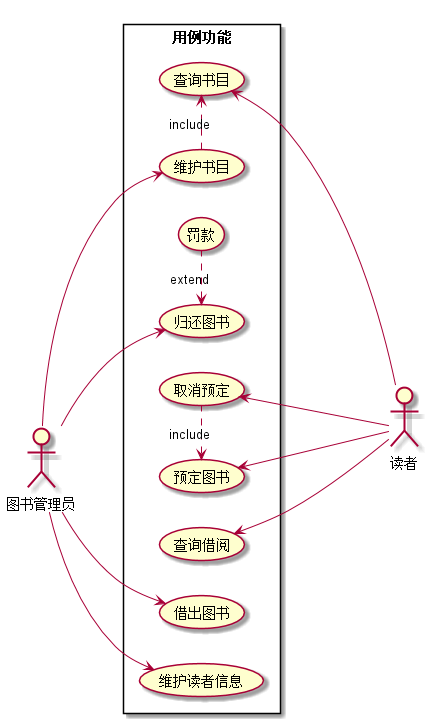 用例功能
查询书目
include
维护书目
罚款
extend
归还图书
取消预定
include
预定图书
查询借阅
借出图书
维护读者信息
图书管理员
读者